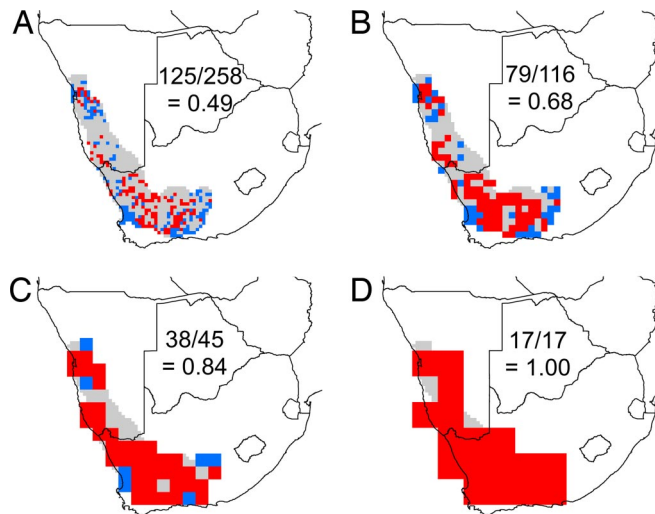 A
125/258
= 0.49
B
79/116
= 0.68
C
38/45
= 0.84
D
17/17
= 1.00